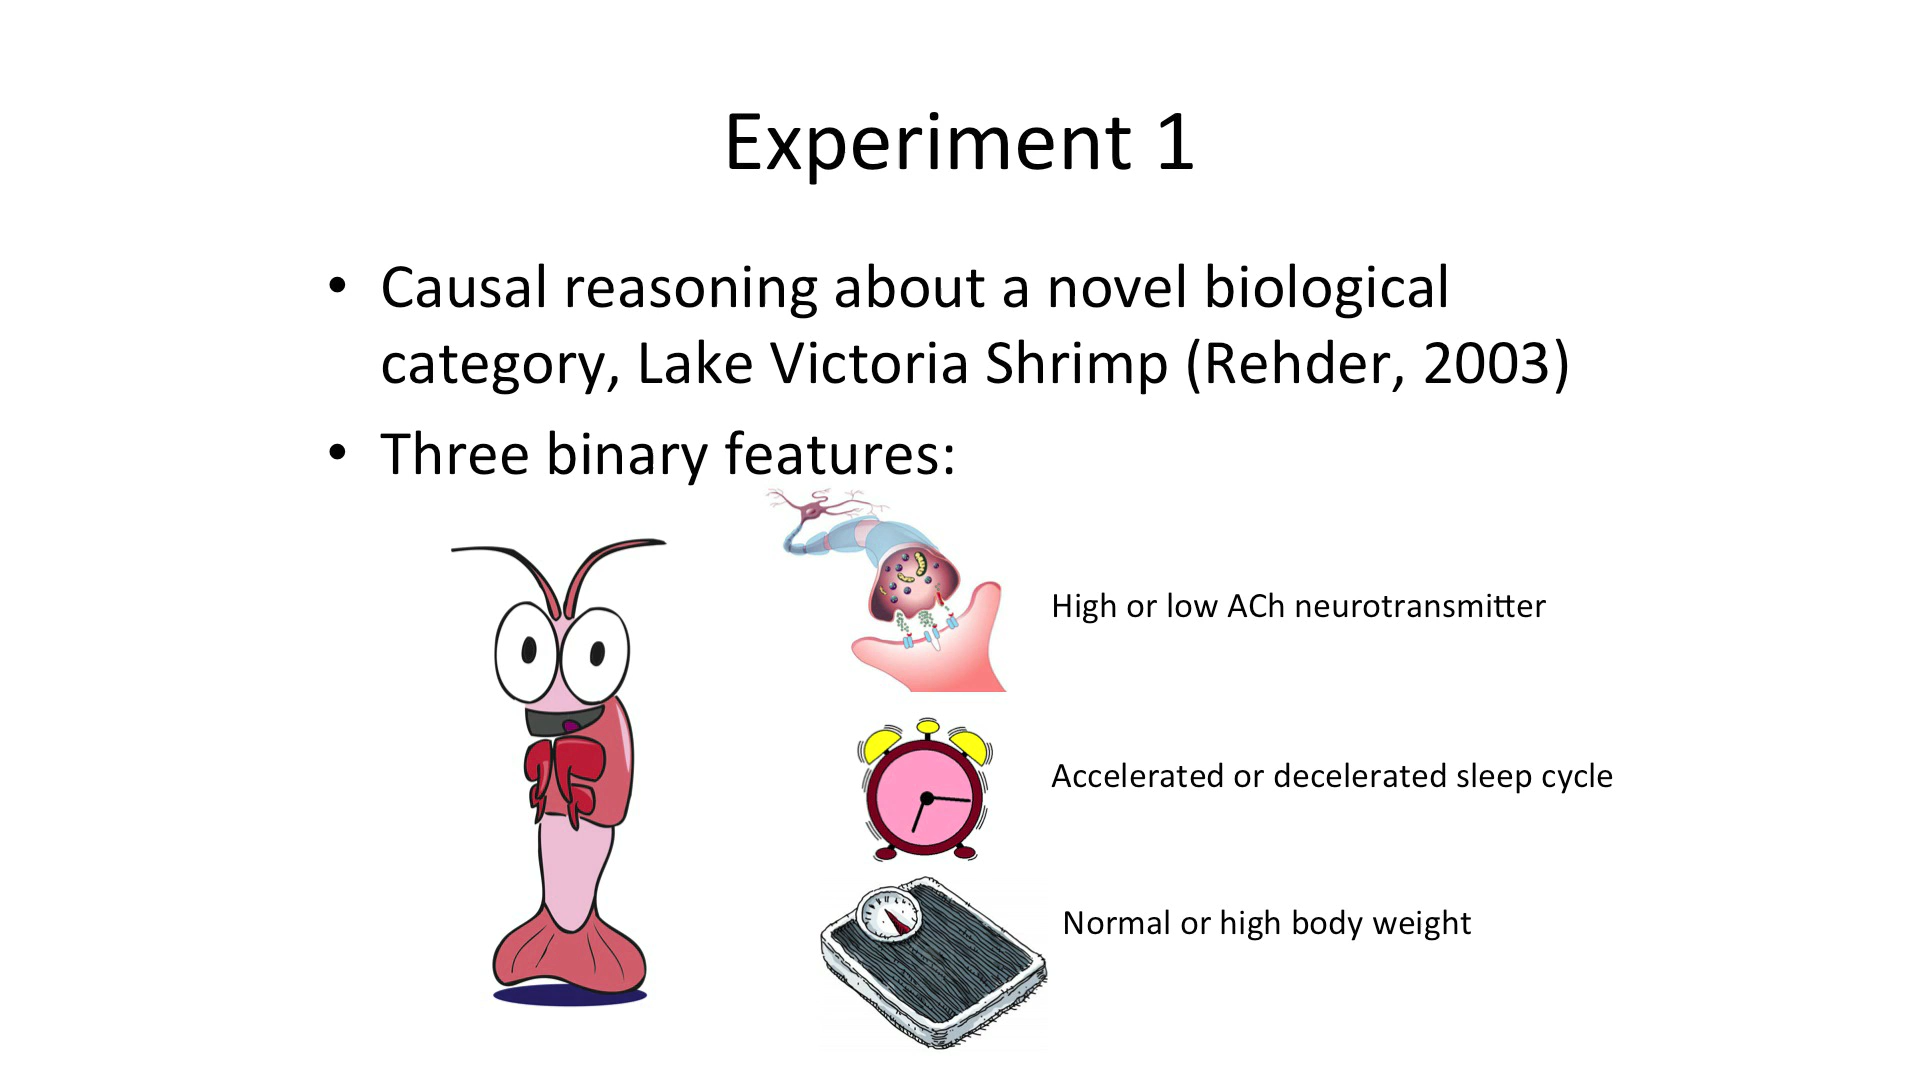 Experiment 1
• Causal reasoning about a novel biological
category, Lake Victoria Shrimp (Rehder, 2003)
• Three binary features:
High or low ACh neurotransmitter
Accelerated or decelerated sleep cycle
Normal or high body weight